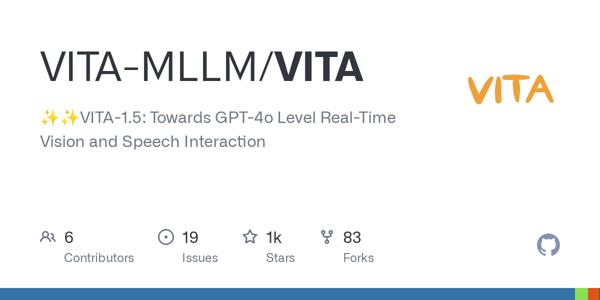 VITA-MLLM/VITA
VITA
✨✨VITA-1.5: Towards GPT-4o Level Real-Time
Vision and Speech Interaction
6 19 1k 83
Contributors Issues Stars Forks